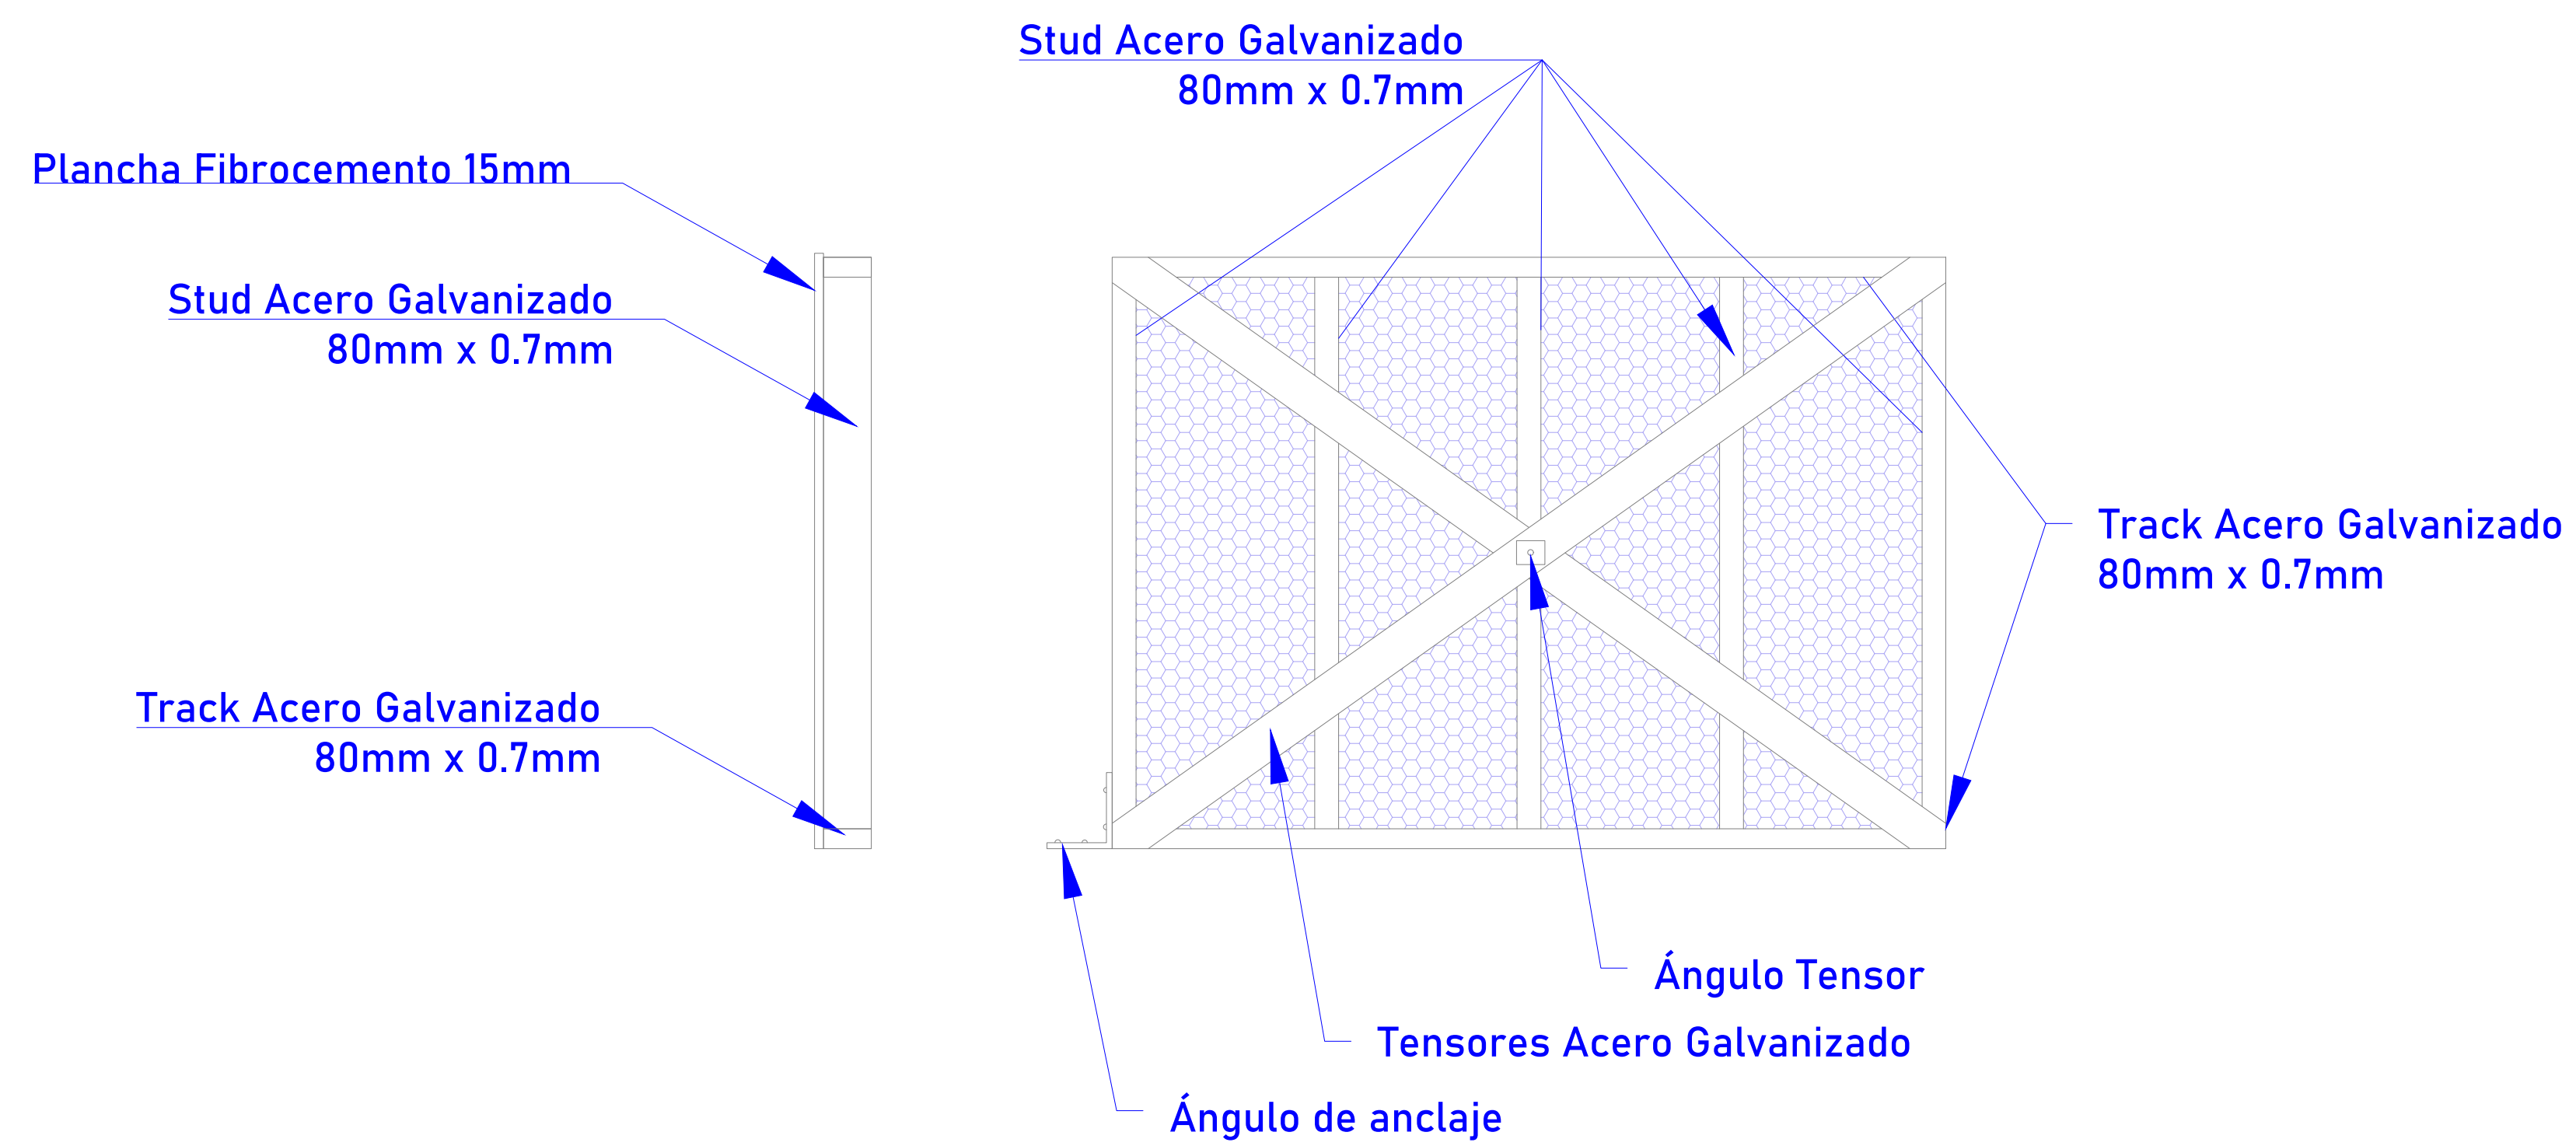 Stud Acero Galvanizado
80mm x 0.7mm
Plancha Fibrocemento 15mm
Stud Acero Galvanizado
80mm x 0.7mm
Track Acero Galvanizado
80mm x 0.7mm
Track Acero Galvanizado
80mm x 0.7mm
Ángulo Tensor
Tensores Acero Galvanizado
Ángulo de anclaje